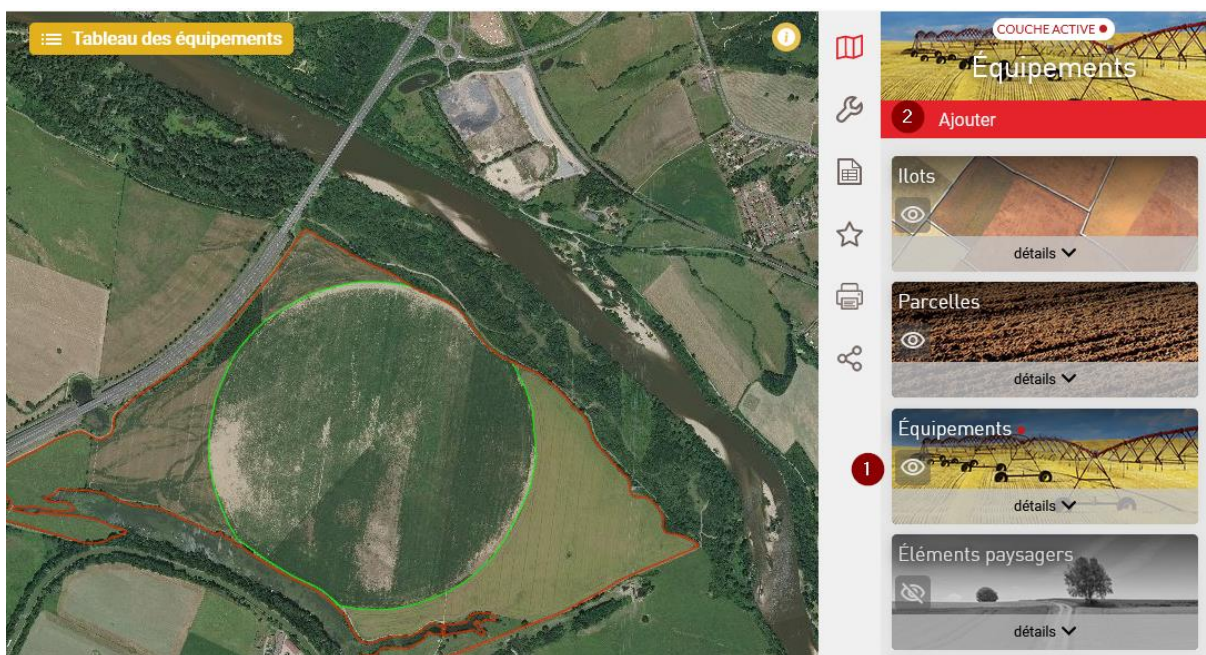 Tableau des équipements
i
COUCHE ACTIVE
Équipements
2 Ajouter
Ilots
détails
Parcelles
détails
Équipements
1
détails
Éléments paysagers
détails